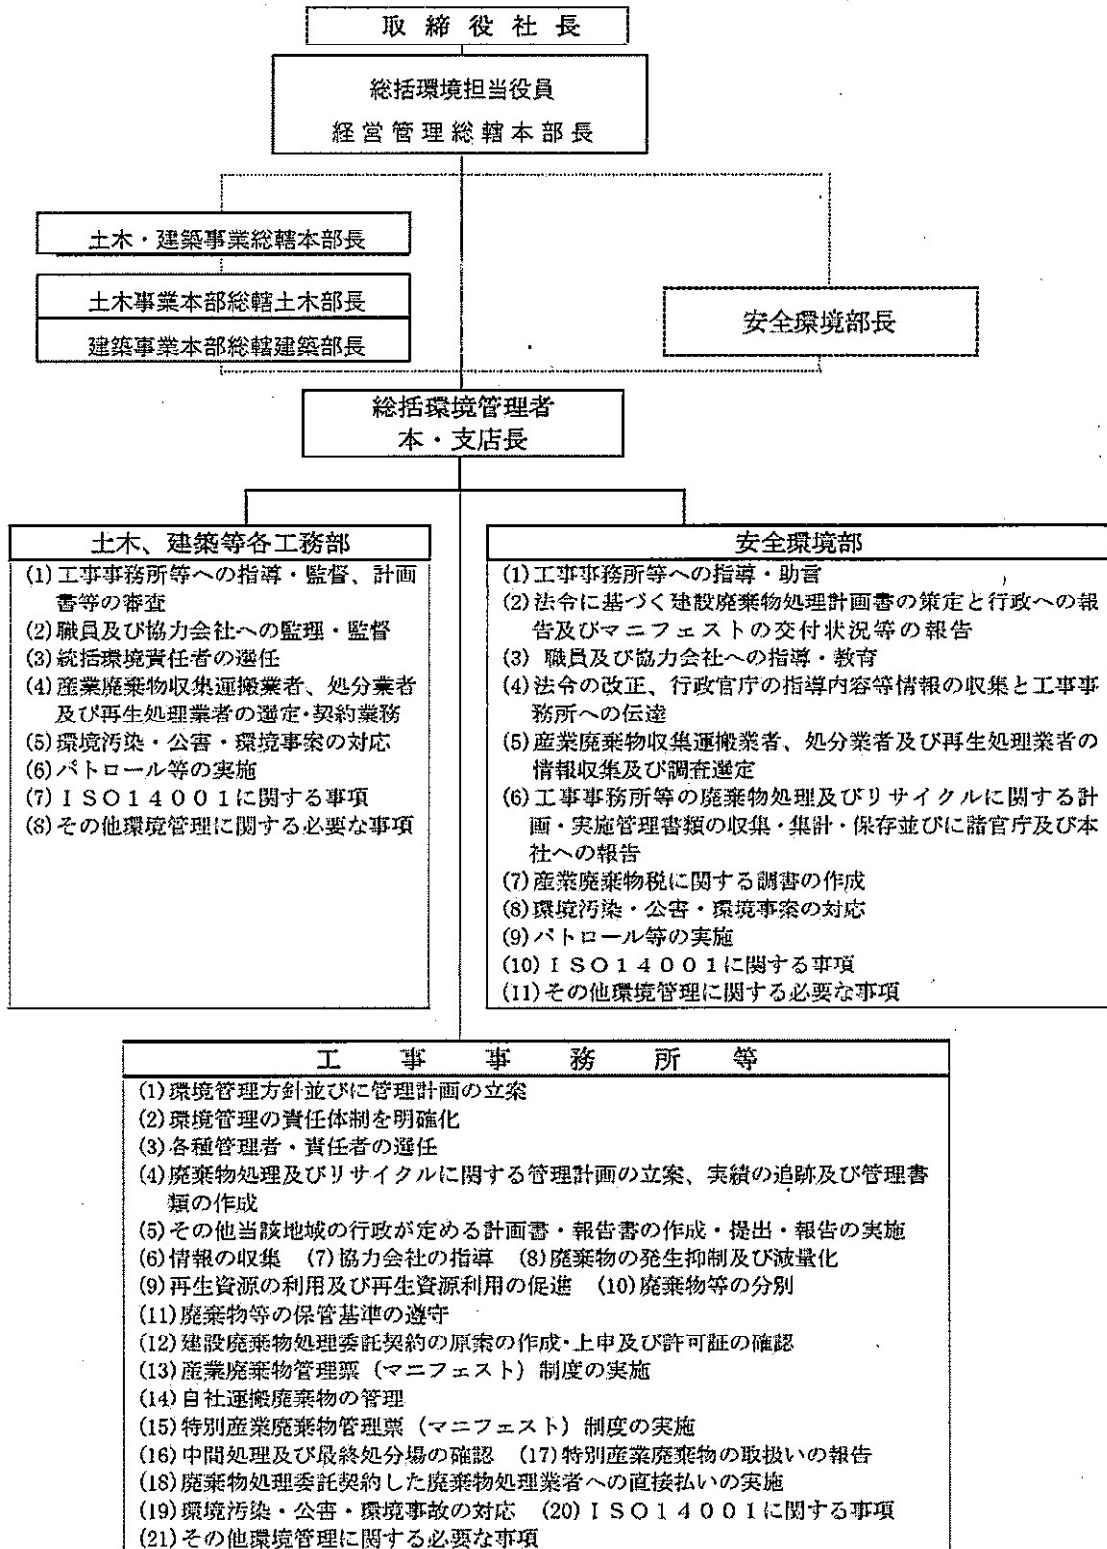 取締役社長
総括環境担当役員
経営管理総轄本部長
土木・建築事業総轄本部長
土木事業本部総轄土木部長
建築事業本部総轄建築部長
安全環境部長
総括環境管理者
本・支店長
土木、建築等各工務部
(1)工事事務所等への指導・監督、計画
書等の審査
(2)職員及び協力会社への監理・監督
(3)統括環境責任者の選任
(4)産業廃棄物収集運搬業者、処分業者
及び再生処理業者の選定・契約業務
(5)環境汚染・公害・環境事案の対応
(6)パトロール等の実施
(7)ISO14001に関する事項
(8)その他環境管理に関する必要な事項
安全環境部
(1)工事事務所等への指導・助言
(2)法令に基づく建設廃棄物処理計画書の策定と行政への報
告及びマニフェストの交付状況等の報告
(3) 職員及び協力会社への指導・教育
(4)法令の改正、行政官庁の指導内容等情報の収集と工事事
務所への伝達
(5)産業廃棄物収集運搬業者、処分業者及び再生処理業者の
情報収集及び調査選定
(6)工事事務所等の廃棄物処理及びリサイクルに関する計
画・実施管理書類の収集・集計・保存並びに諸官庁及び本
社への報告
(7)産業廃棄物税に関する調書の作成
(8)環境汚染・公害・環境事案の対応
(9)パトロール等の実施
(10)ISO14001に関する事項
(11)その他環境管理に関する必要な事項
工事事務所等
(1)環境管理方針並びに管理計画の立案
(2)環境管理の責任体制を明確化
(3)各種管理者・責任者の選任
(4)廃棄物処理及びリサイクルに関する管理計画の立案、実績の追跡及び管理書
類の作成
(5)その他当該地域の行政が定める計画書・報告書の作成・提出・報告の実施
(6)情報の収集 (7)協力会社の指導 (8)廃棄物の発生抑制及び減量化
(9)再生資源の利用及び再生資源利用の促進 (10)廃棄物等の分別
(11)廃棄物等の保管基準の遵守
(12)建設廃棄物処理委託契約の原案の作成・上申及び許可証の確認
(13)産業廃棄物管理票(マニフェスト)制度の実施
(14)自社運搬廃棄物の管理
(15)特別産業廃棄物管理票(マニフェスト)制度の実施
(16)中間処理及び最終処分場の確認 (17)特別産業廃棄物の取扱いの報告
(18)廃棄物処理委託契約した廃棄物処理業者への直接払いの実施
(19)環境汚染・公害・環境事故の対応 (20)ISO14001に関する事項
(21)その他環境管理に関する必要な事項